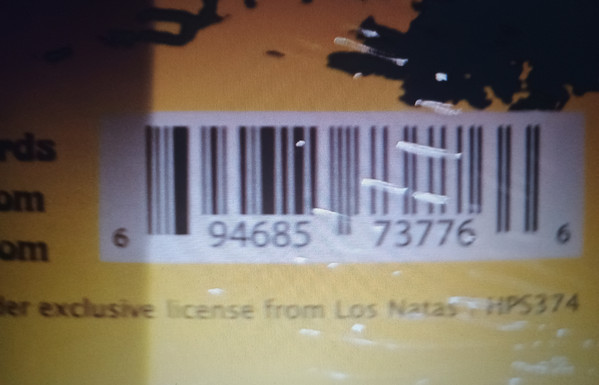 rds
om
om
6 94685 73776 6
der exclusive license from Los Natas · HPS374